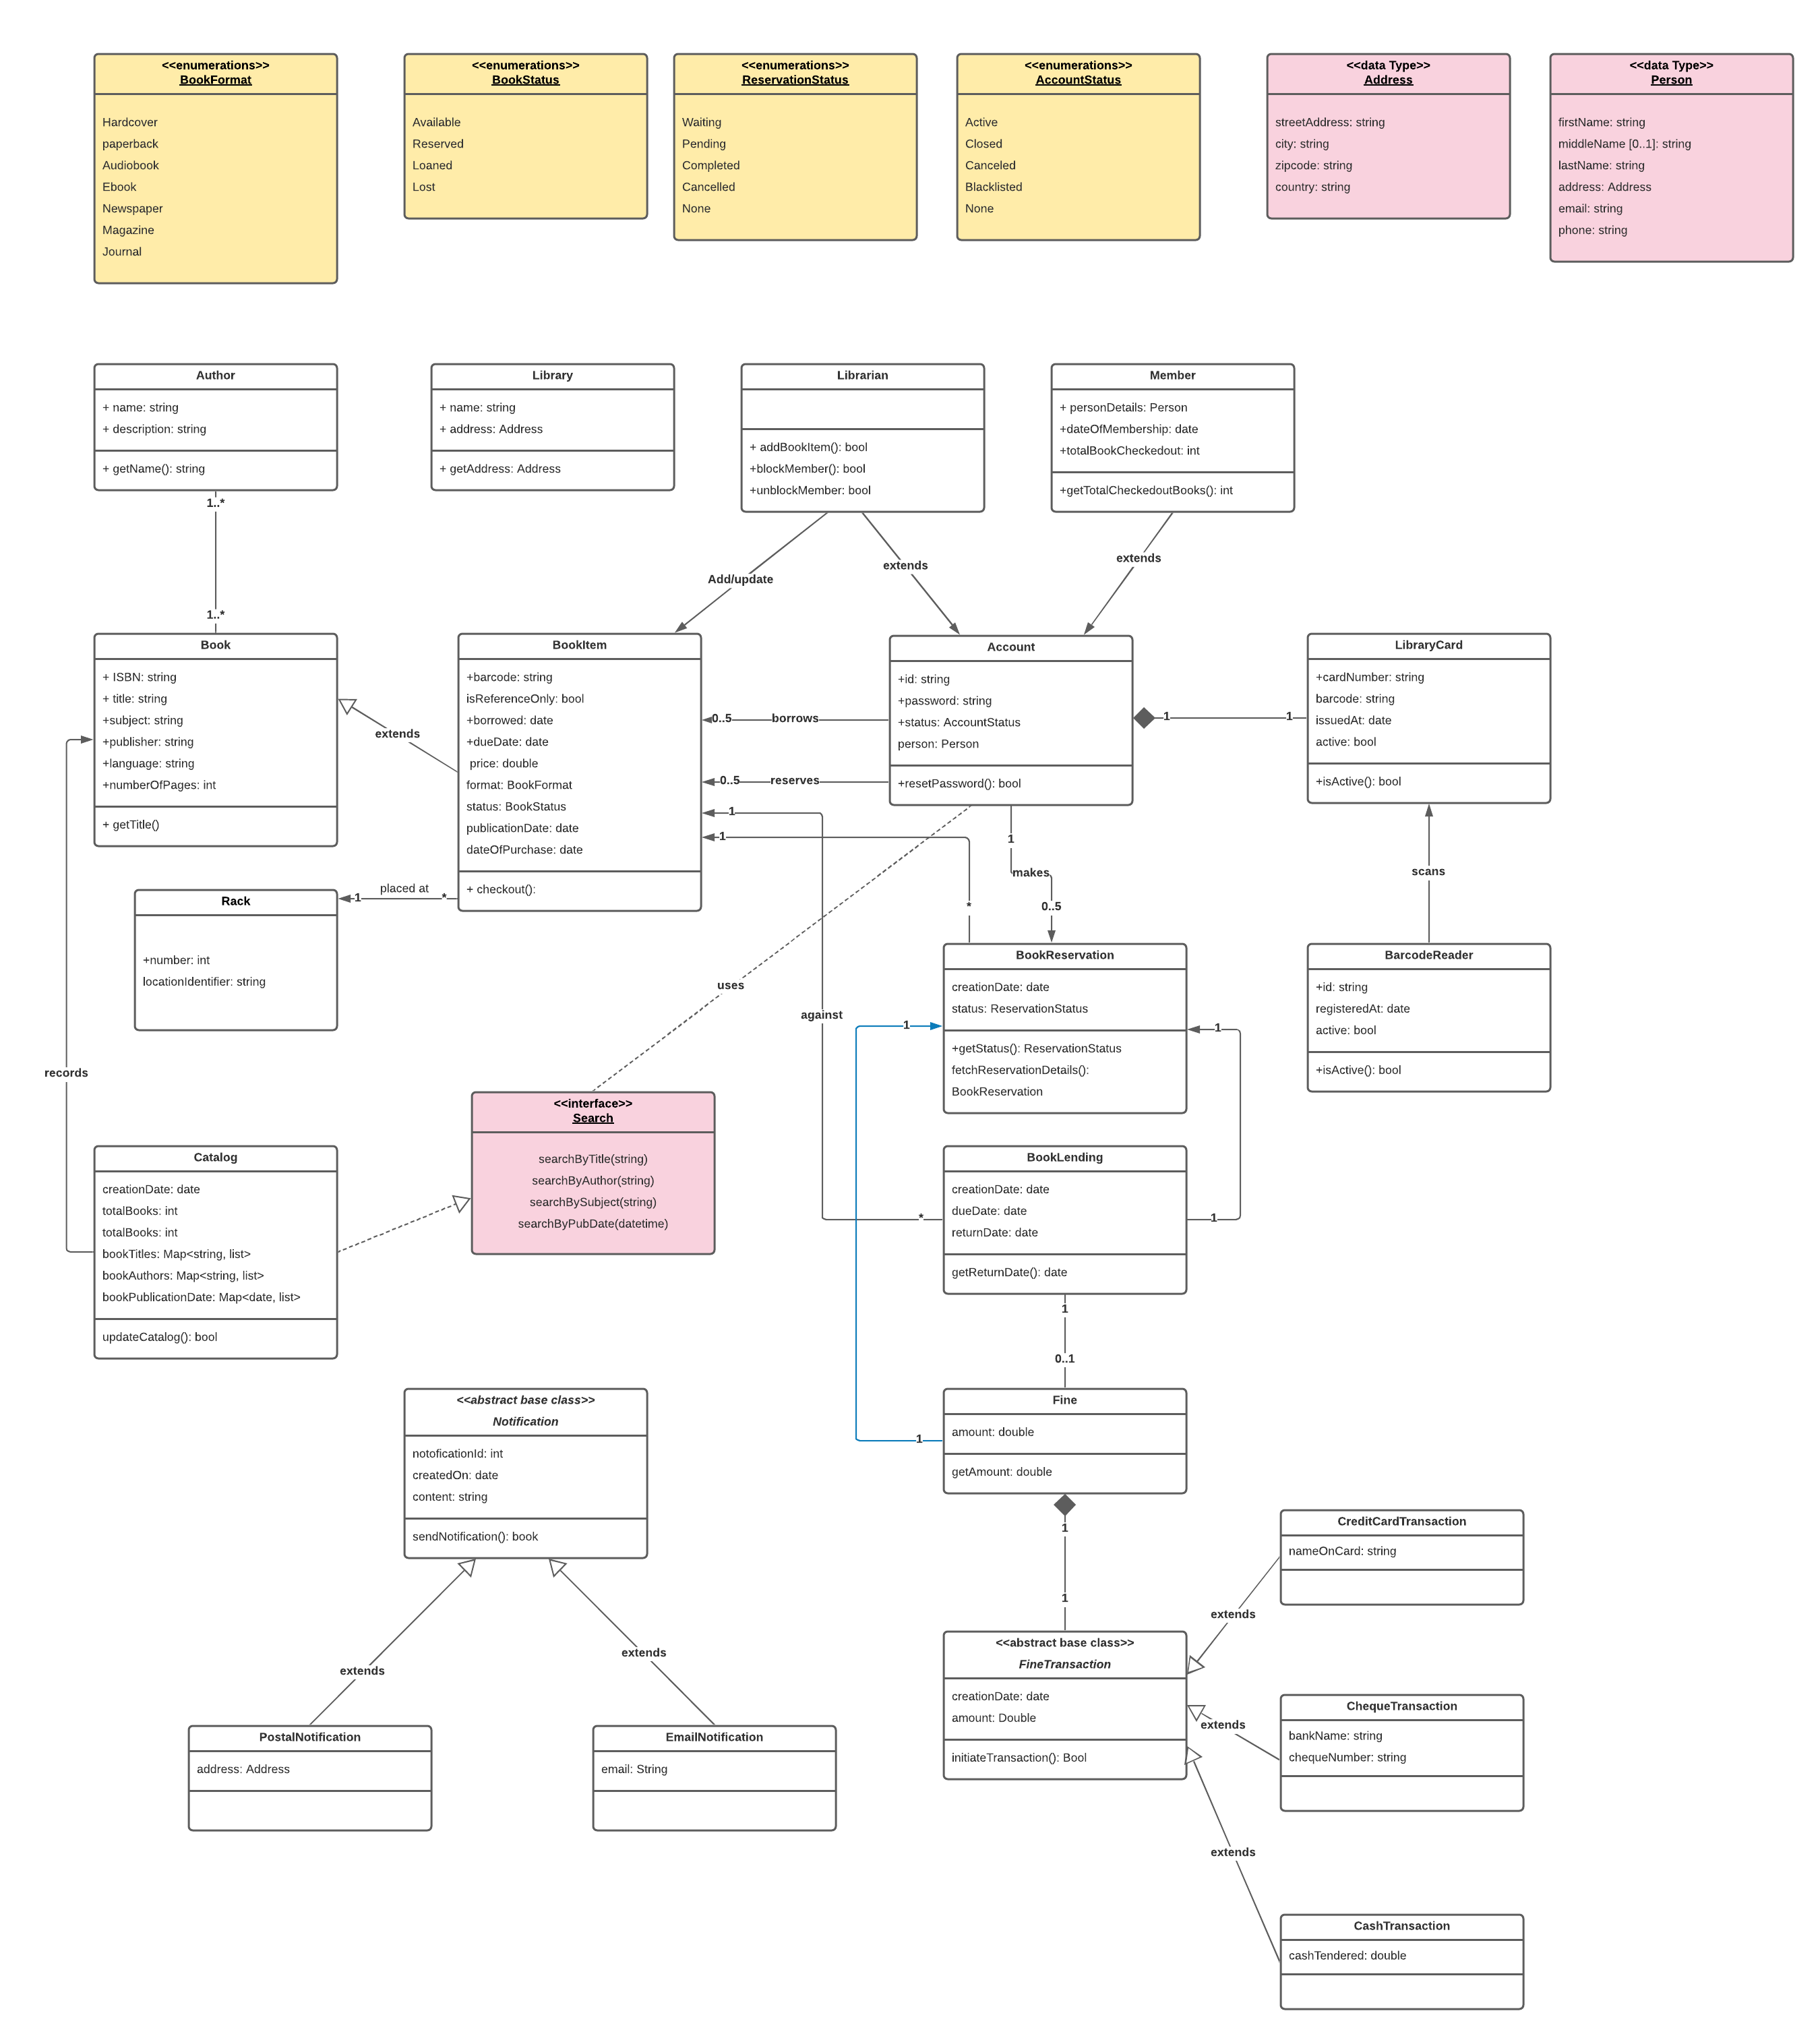 <<enumerations>>
BookFormat
Hardcover
paperback
Audiobook
Ebook
Newspaper
Magazine
Journal
<<enumerations>>
BookStatus
Available
Reserved
Loaned
Lost
<<enumerations>>
ReservationStatus
Waiting
Pending
Completed
Cancelled
None
<<enumerations>>
AccountStatus
Active
Closed
Canceled
Blacklisted
None
<<data Type>>
Address
streetAddress: string
city: string
zipcode: string
country: string
<<data Type>>
Person
firstName: string
middleName [0..1]: string
lastName: string
address: Address
email: string
phone: string
Author
+ name: string
+ description: string
+ getName(): string
Library
+ name: string
+ address: Address
+ getAddress: Address
Librarian
+ addBookItem(): bool
+blockMember(): bool
+unblockMember: bool
Member
+ personDetails: Person
+dateOfMembership: date
+totalBookCheckedout: int
+getTotalCheckedoutBooks(): int
1..*
1..*
Add/update
extends
extends
Book
+ ISBN: string
+ title: string
+subject: string
+publisher: string
+language: string
+numberOfPages: int
+ getTitle()
extends
BookItem
+barcode: string
isReferenceOnly: bool
+borrowed: date
+dueDate: date
price: double
format: BookFormat
status: BookStatus
publicationDate: date
dateOfPurchase: date
+ checkout():
0..5
borrows
0..5
reserves
1
1
Account
+id: string
+password: string
+status: AccountStatus
person: Person
+resetPassword(): bool
1
1
LibraryCard
+cardNumber: string
barcode: string
issuedAt: date
active: bool
+isActive(): bool
1
makes
0..5
*
scans
placed at
1
*
Rack
+number: int
locationIdentifier: string
uses
against
records
BookReservation
creationDate: date
status: ReservationStatus
+getStatus(): ReservationStatus
fetchReservationDetails():
BookReservation
1
1
BarcodeReader
+id: string
registeredAt: date
active: bool
+isActive(): bool
<<interface>>
Search
searchByTitle(string)
searchByAuthor(string)
searchBySubject(string)
searchByPubDate(datetime)
Catalog
creationDate: date
totalBooks: int
totalBooks: int
bookTitles: Map<string, list>
bookAuthors: Map<string, list>
bookPublicationDate: Map<date, list>
updateCatalog(): bool
BookLending
creationDate: date
dueDate: date
returnDate: date
getReturnDate(): date
*
1
1
0..1
<<abstract base class>>
Notification
notoficationId: int
createdOn: date
content: string
sendNotification(): book
Fine
amount: double
getAmount: double
1
1
1
extends
extends
PostalNotification
address: Address
EmailNotification
email: String
<<abstract base class>>
FineTransaction
creationDate: date
amount: Double
initiateTransaction(): Bool
CreditCardTransaction
nameOnCard: string
extends
ChequeTransaction
bankName: string
chequeNumber: string
extends
extends
CashTransaction
cashTendered: double